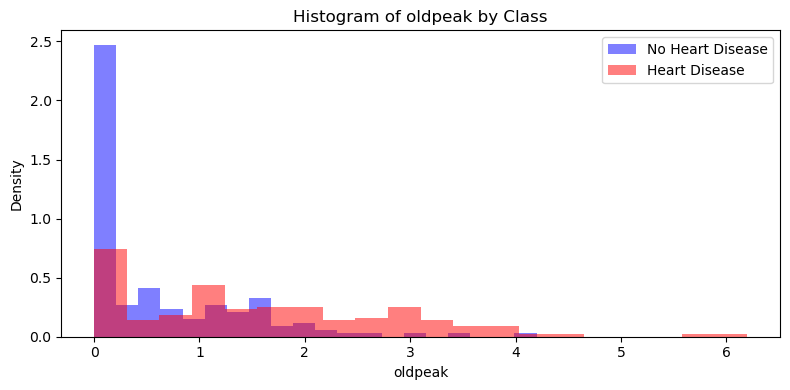 Histogram of oldpeak by Class
No Heart Disease
Heart Disease
Density
2.5
2.0
1.5
1.0
0.5
0.0
0 1 2 3 4 5 6
oldpeak